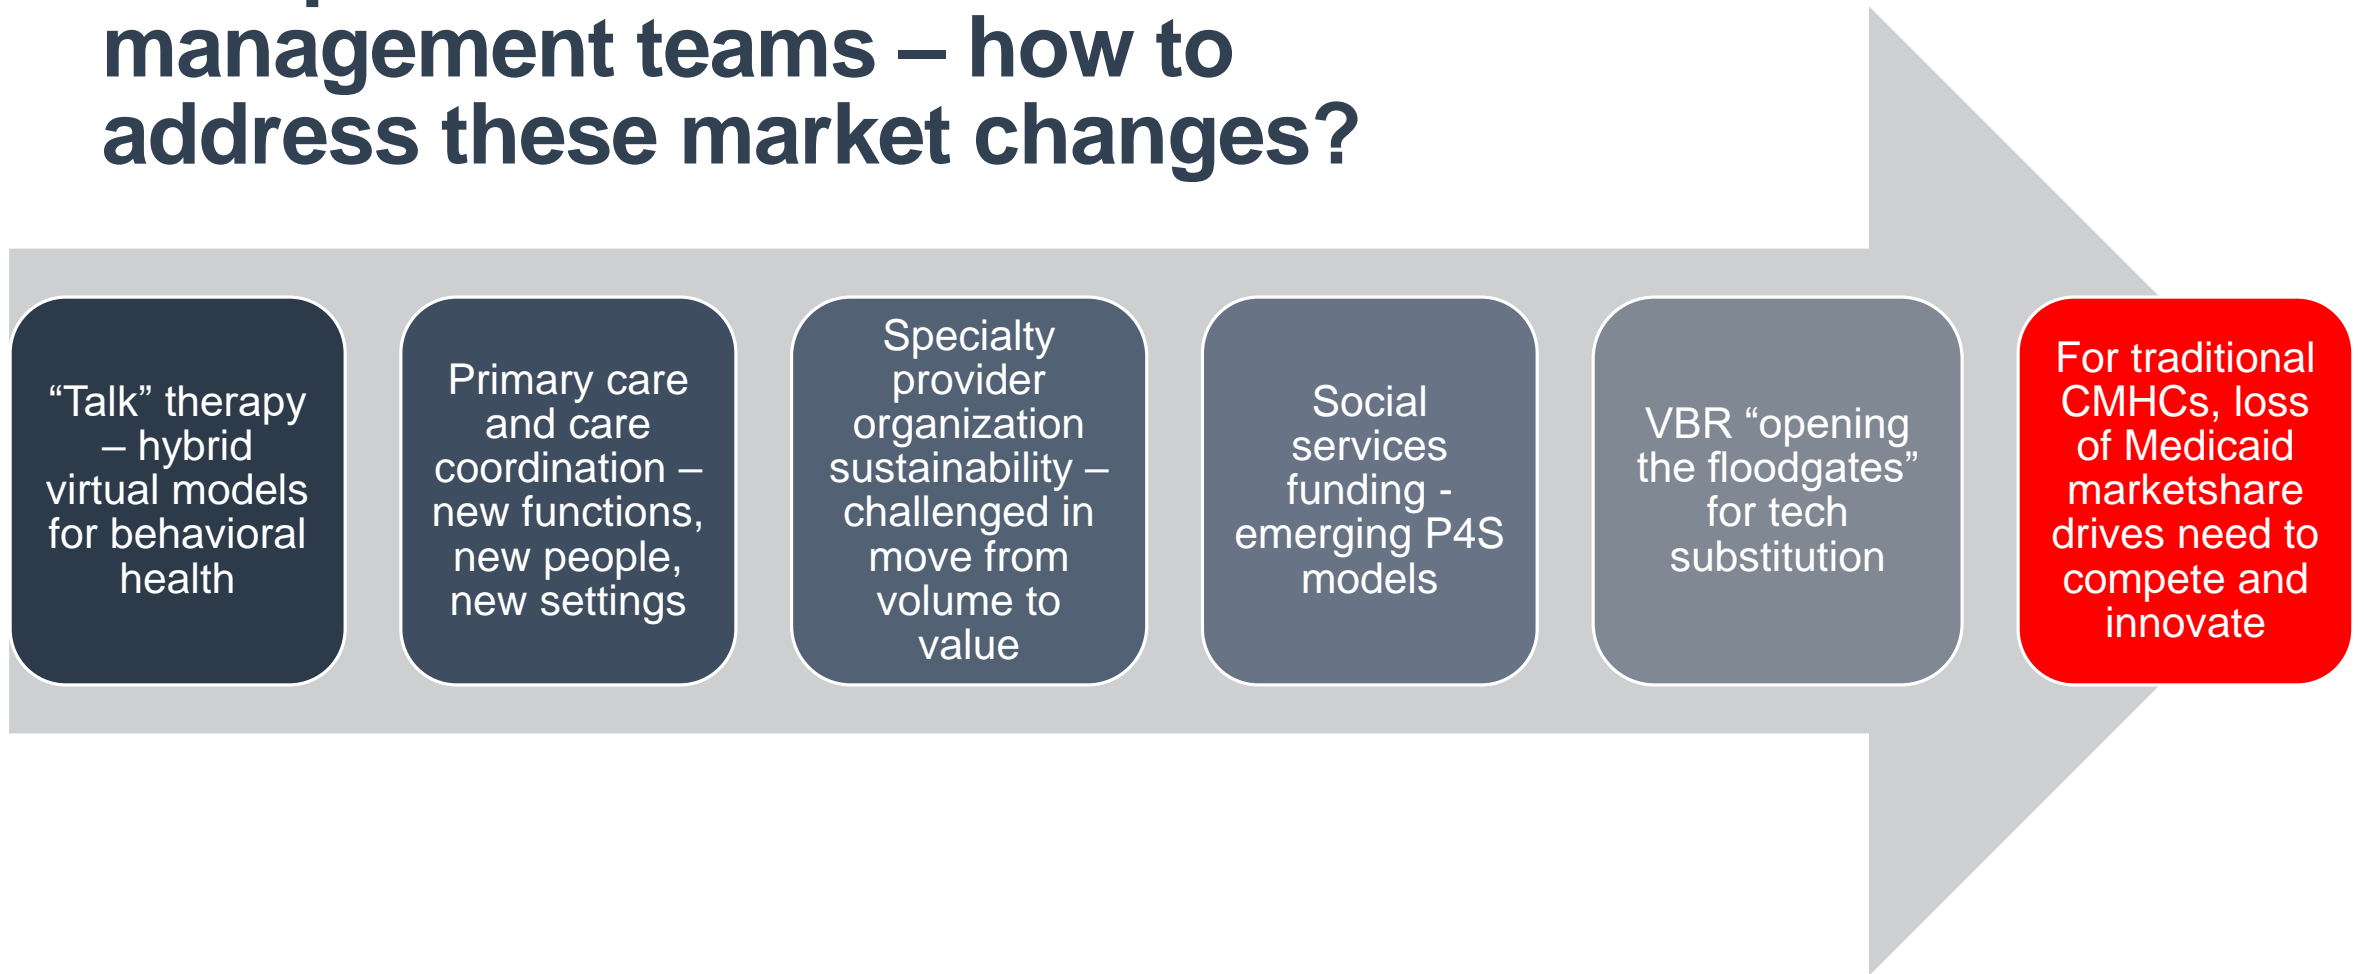 management teams – how to
address these market changes?
“Talk” therapy
– hybrid
virtual models
for behavioral
health
Primary care
and care
coordination –
new functions,
new people,
new settings
Specialty
provider
organization
sustainability –
challenged in
move from
volume to
value
Social
services
funding -
emerging P4S
models
VBR “opening
the floodgates”
for tech
substitution
For traditional
CMHCs, loss
of Medicaid
marketshare
drives need to
compete and
innovate